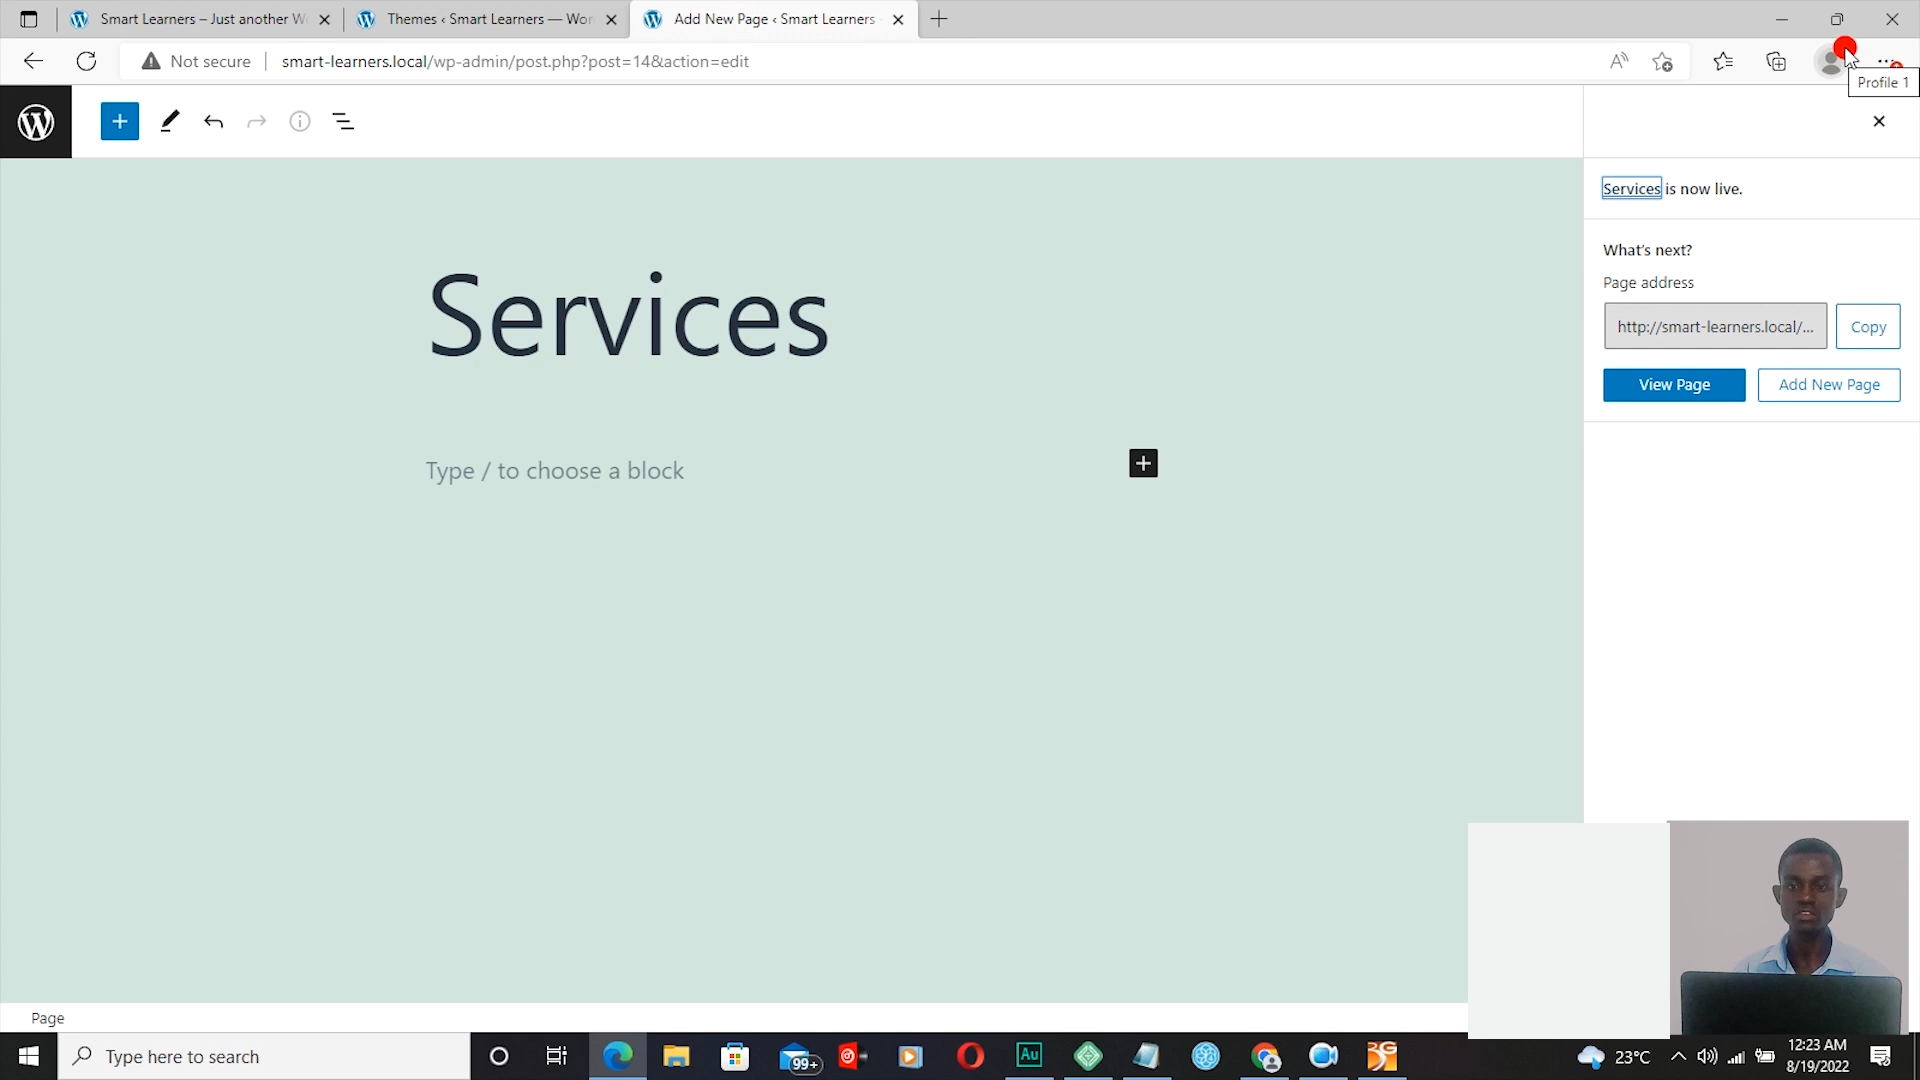 Smart Learners – Just another W
Themes ‹ Smart Learners — Wor
Add New Page ‹ Smart Learners -
Not secure
smart-learners.local/wp-admin/post.php?post=14&action=edit
Profile 1
Services is now live.
What's next?
Page address
http://smart-learners.local/...
Copy
View Page
Add New Page
Services
Type / to choose a block
Page
Type here to search
99+
Au
3G
23°C
12:23 AM
8/19/2022